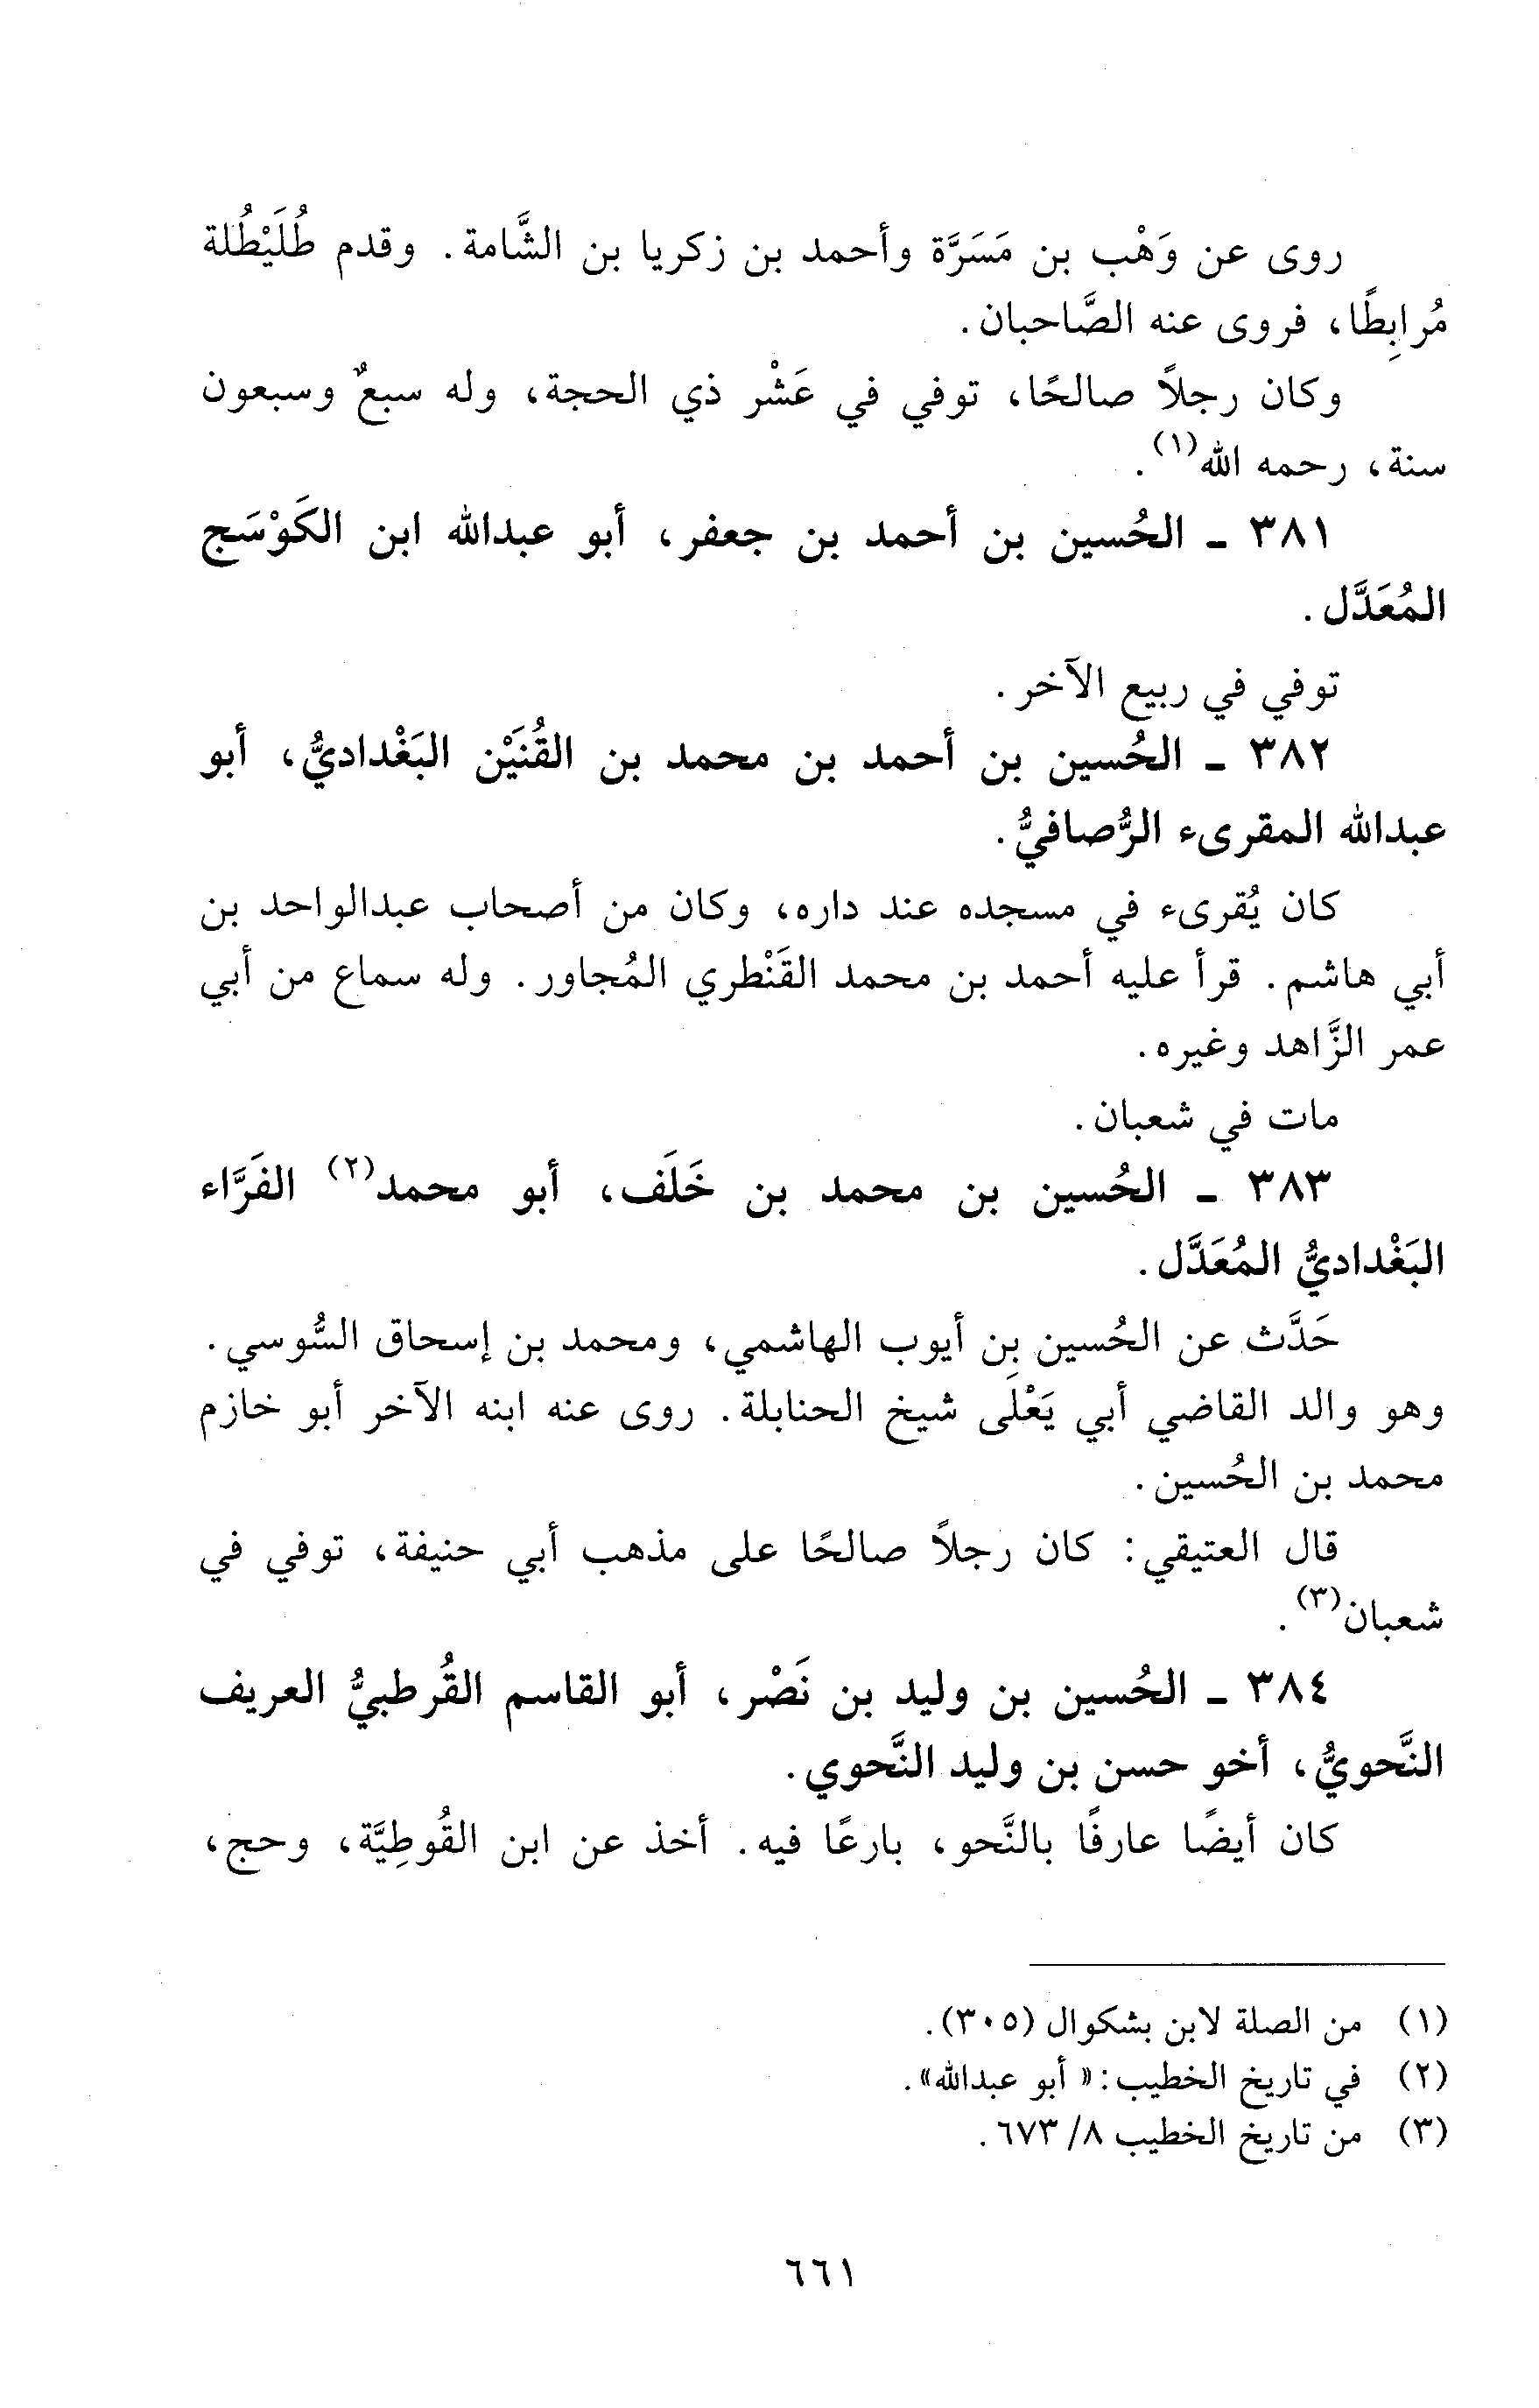 روى عن وَهْب بن مَسَرَّة وأحمد بن زكريا بن الشَّامة. وقدم طُلَيْطُلة
مُرابِطًا، فروى عنه الصَّاحبان.
وكان رجلاً صالحًا، توفي في عَشْر ذي الحجة، وله سبعٌ وسبعون
سنة، رحمه الله(١).
٣٨١ - الحُسين بن أحمد بن جعفر، أبو عبدالله ابن الكَوْسَج
المُعَدَّل.
توفي في ربيع الآخر.
٣٨٢ - الحُسين بن أحمد بن محمد بن القُنَيْن البَغْداديُّ، أبو
عبدالله المقرىء الرُّصافيُّ.
كان يُقرىء في مسجده عند داره، وكان من أصحاب عبدالواحد بن
أبي هاشم. قرأ عليه أحمد بن محمد القَنْطري المُجاور. وله سماع من أبي
عمر الزَّاهد وغيره.
مات في شعبان.
٣٨٣ - الحُسين بن محمد بن خَلَف، أبو محمد(٢) الفَرَّاء
البَغْداديُّ المُعَدَّل.
حَدَّث عن الحُسين بن أيوب الهاشمي، ومحمد بن إسحاق السُّوسي.
وهو والد القاضي أبي يَعْلَى شيخ الحنابلة. روى عنه ابنه الآخر أبو خازم
محمد بن الحُسين.
قال العتيقي: كان رجلاً صالحًا على مذهب أبي حنيفة، توفي في
شعبان(٣).
٣٨٤ - الحُسين بن وليد بن نَصْر، أبو القاسم القُرطبيُّ العريف
النَّحويُّ، أخو حسن بن وليد النَّحوي.
كان أيضًا عارفًا بالنَّحو، بارعًا فيه. أخذ عن ابن القُوطِيَّة، وحج،
(١) من الصلة لابن بشكوال (٣٠٥).
(٢) في تاريخ الخطيب: «أبو عبدالله».
(٣) من تاريخ الخطيب ٨/ ٦٧٣.
٦٦١